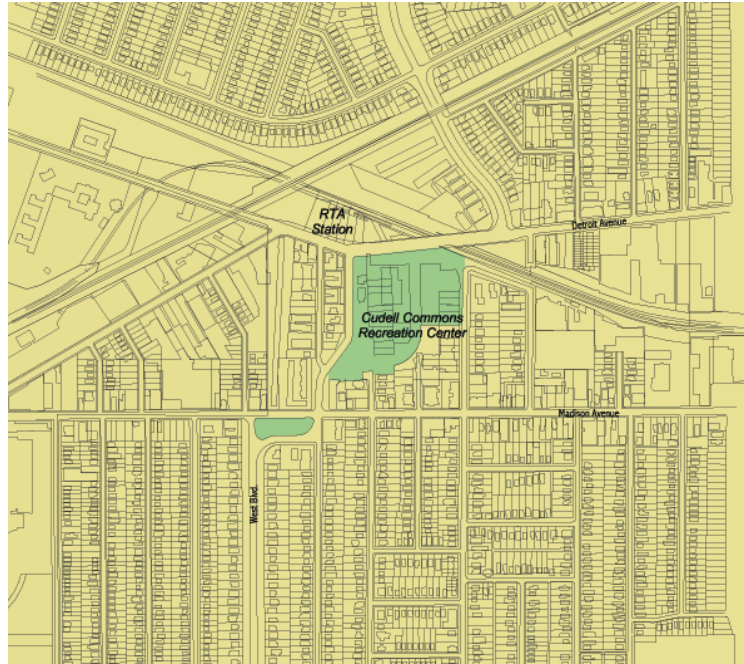 RTA
Station
Detroit Avenue
Cudell Commons
Recreation Center
Madison Avenue
West Blvd.